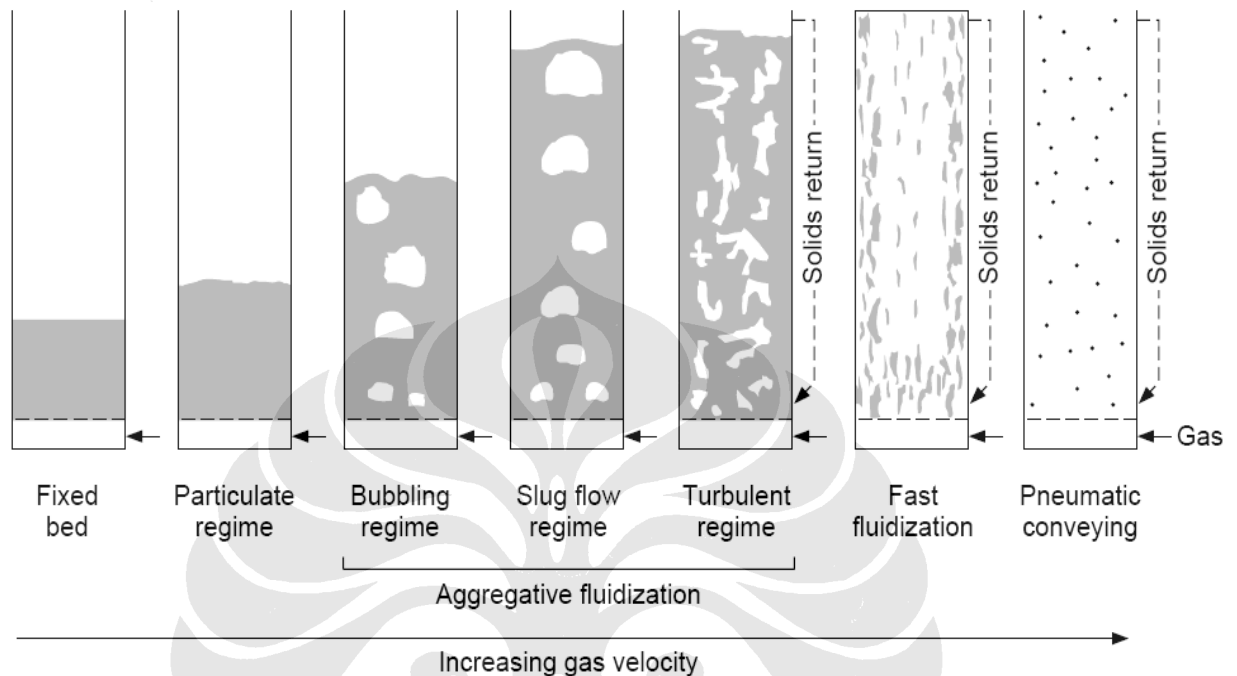 Solids return
Solids return
Solids return
Gas
Fixed
bed
Particulate
regime
Bubbling
regime
Slug flow
regime
Turbulent
regime
Fast
fluidization
Pneumatic
conveying
Aggregative fluidization
Increasing gas velocity